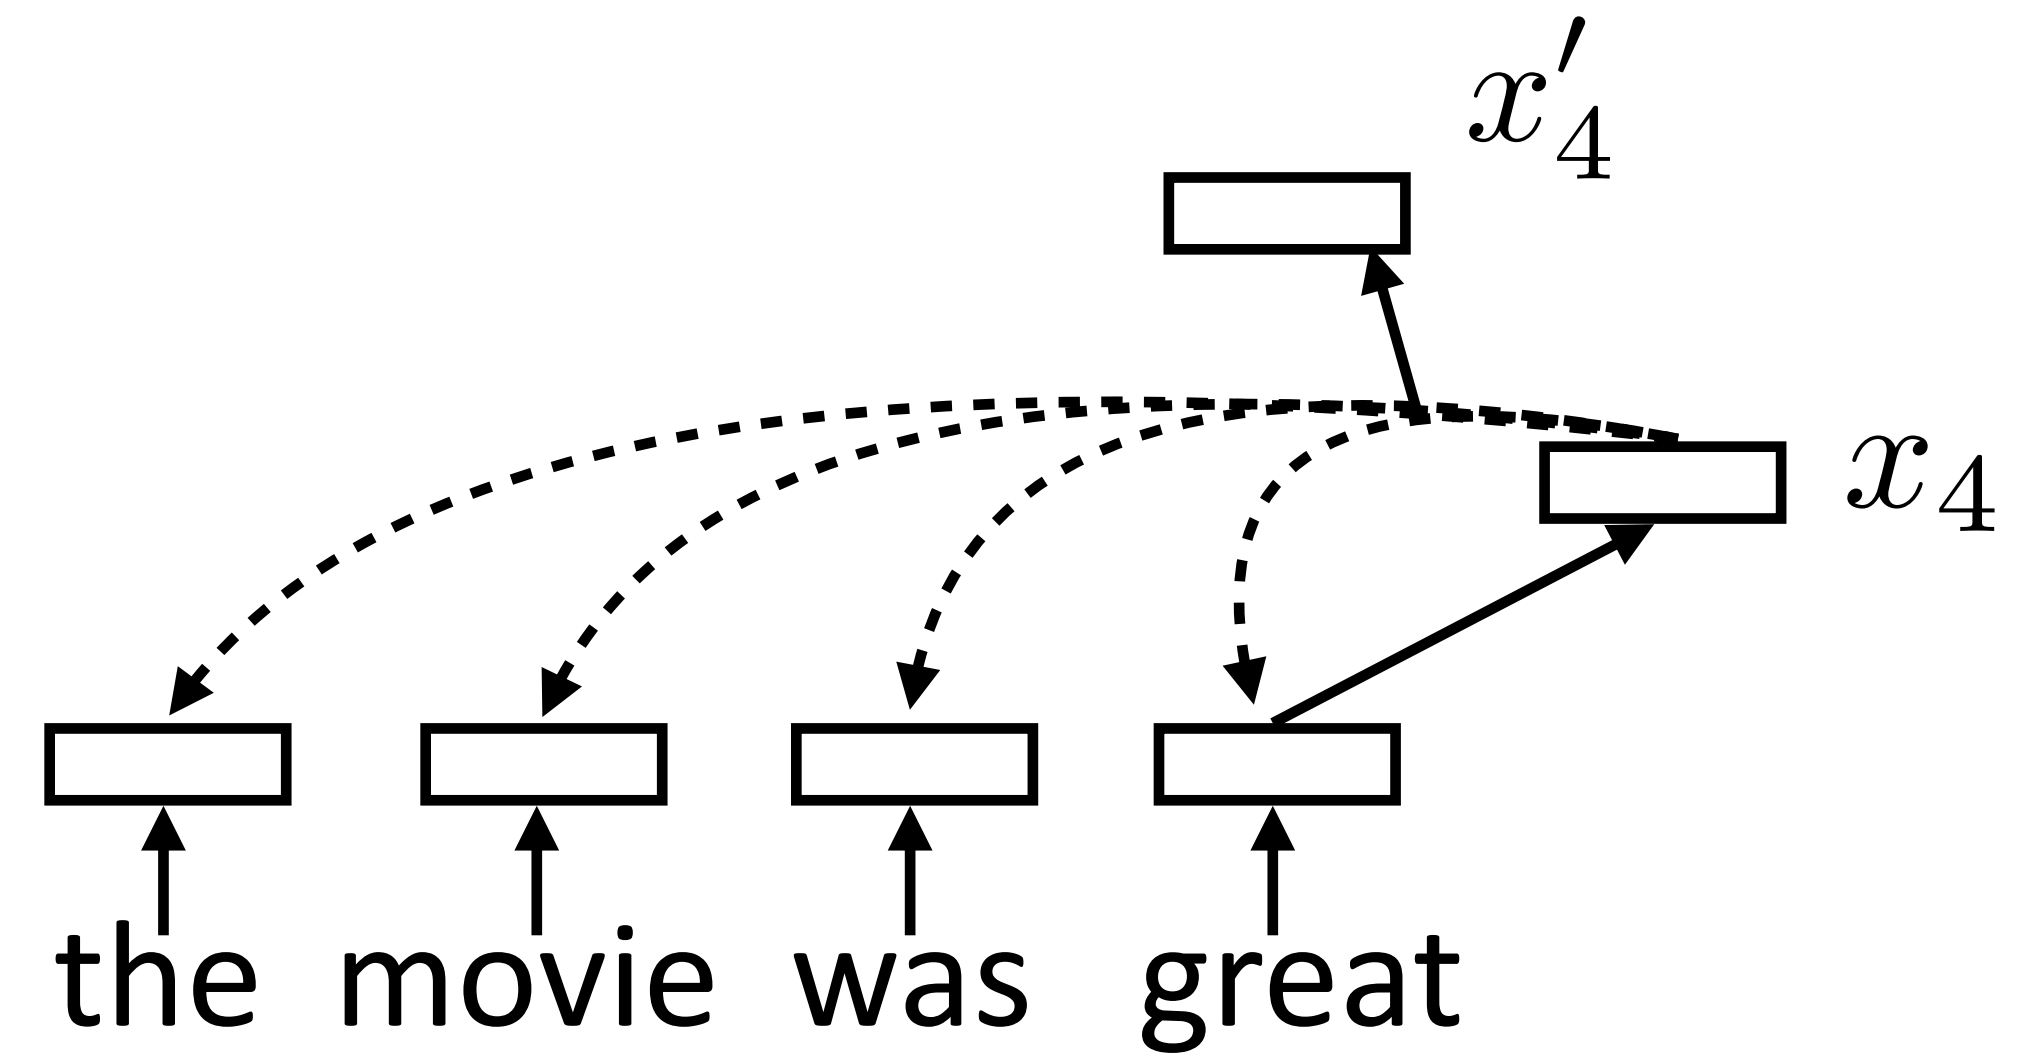 x′₄
x₄
the movie was great